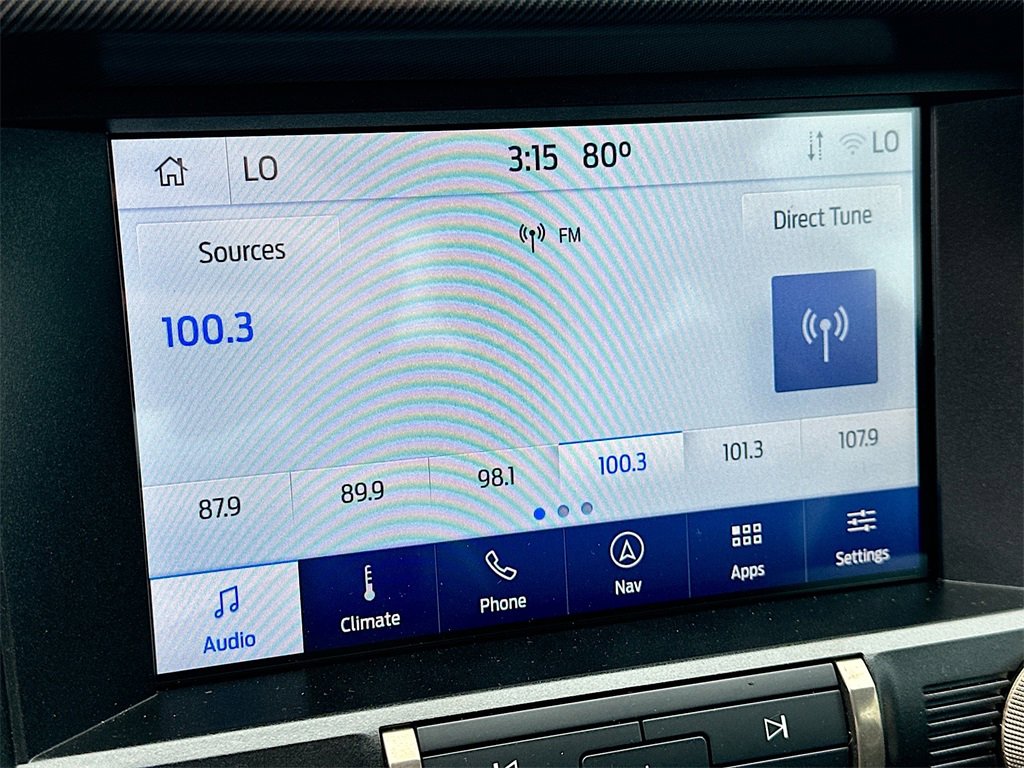 LO
3:15 80º
LO
Sources
FM
Direct Tune
100.3
87.9
89.9
98.1
100.3
101.3
107.9
Audio
Climate
Phone
Nav
Apps
Settings